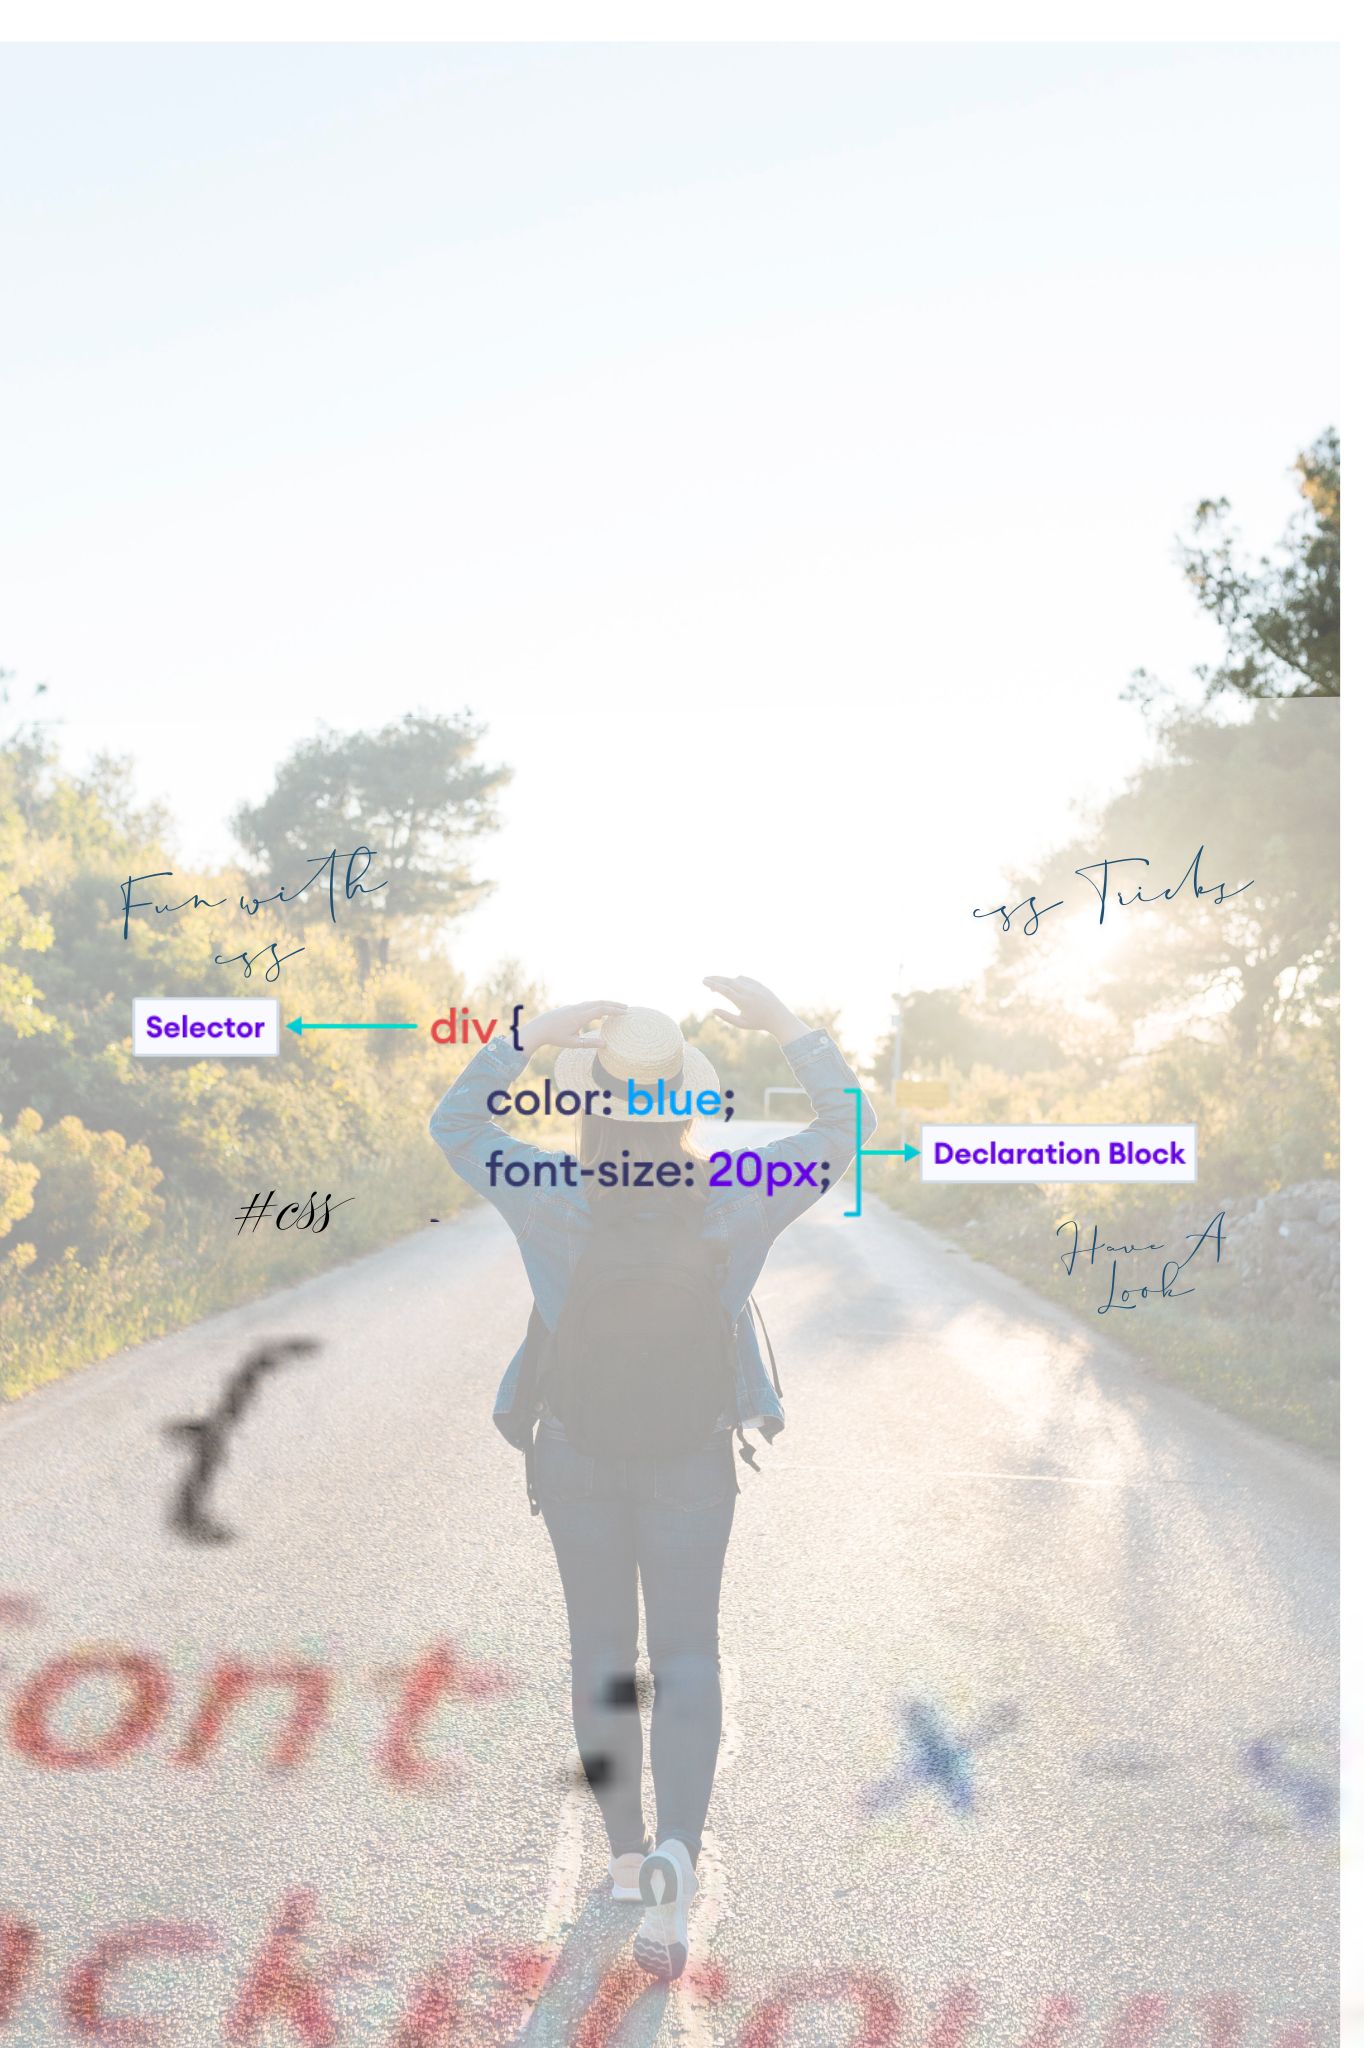 Fun with
css
css Tricks
Selector
div {
color: blue;
font-size: 20px;
Declaration Block
#css
Have A
Look
{
font :
x - s